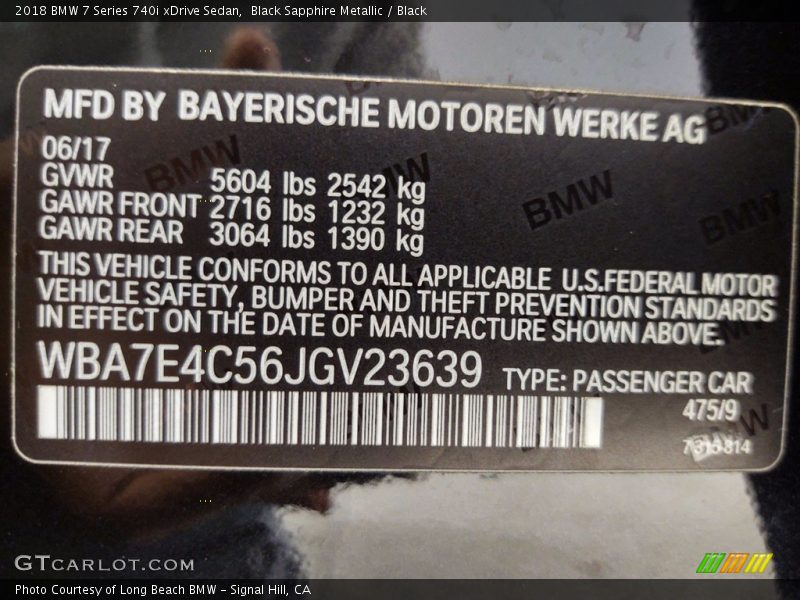 2018 BMW 7 Series 740i xDrive Sedan,  Black Sapphire Metallic / Black
MFD BY BAYERISCHE MOTOREN WERKE AG
06/17
GVWR 5604 lbs 2542 kg
GAWR FRONT 2716 lbs 1232 kg
GAWR REAR 3064 lbs 1390 kg
THIS VEHICLE CONFORMS TO ALL APPLICABLE U.S.FEDERAL MOTOR
VEHICLE SAFETY, BUMPER AND THEFT PREVENTION STANDARDS
IN EFFECT ON THE DATE OF MANUFACTURE SHOWN ABOVE.
WBA7E4C56JGV23639 TYPE: PASSENGER CAR
475/9
BMW
BMW
BMW
BMW
GTCARLOT.COM
Photo Courtesy of Long Beach BMW – Signal Hill, CA